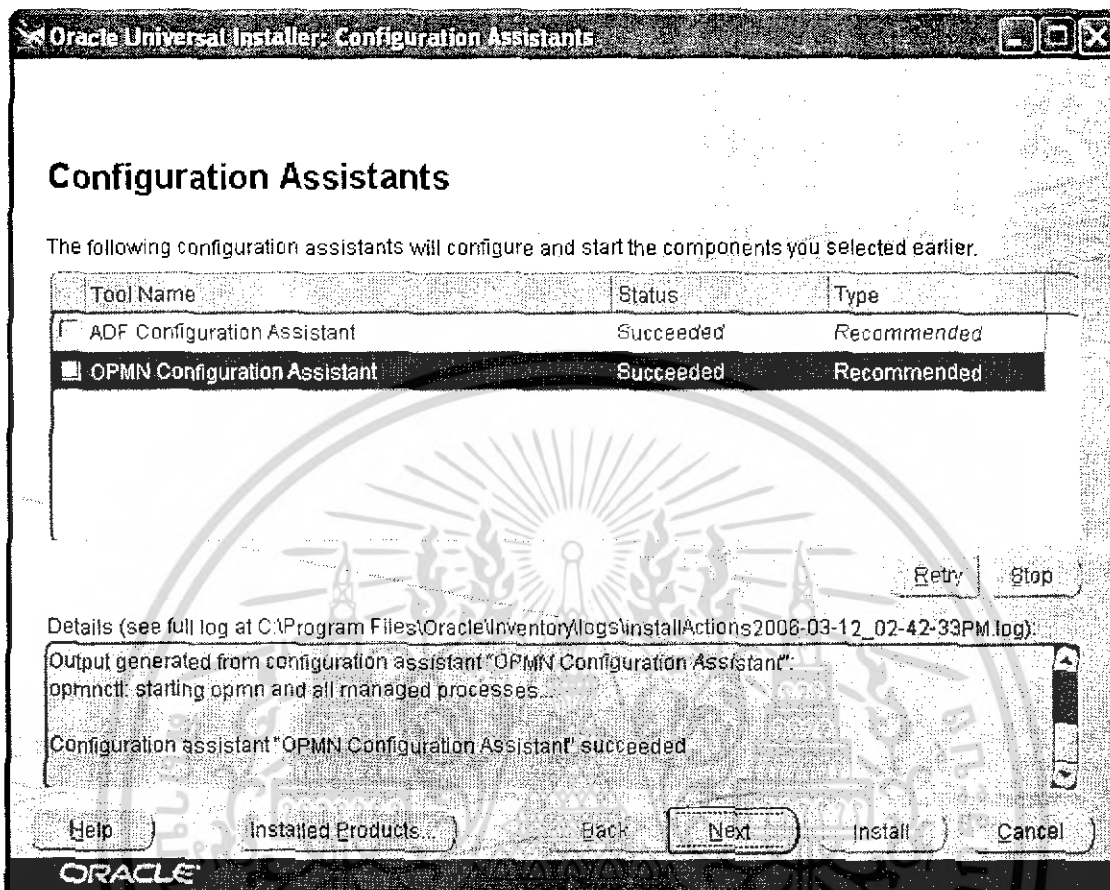 Oracle Universal Installer: Configuration Assistants
Configuration Assistants
The following configuration assistants will configure and start the components you selected earlier.
Tool Name Status Type
ADF Configuration Assistant Succeeded Recommended
OPMN Configuration Assistant Succeeded Recommended
Retry Stop
Details (see full log at C:\Program Files\Oracle\Inventory\logs\installActions2006-03-12_02-42-33PM.log):
Output generated from configuration assistant "OPMN Configuration Assistant":
opmnctl: starting opmn and all managed processes...
Configuration assistant "OPMN Configuration Assistant" succeeded
Help Installed Products... Back Next Install Cancel
ORACLE